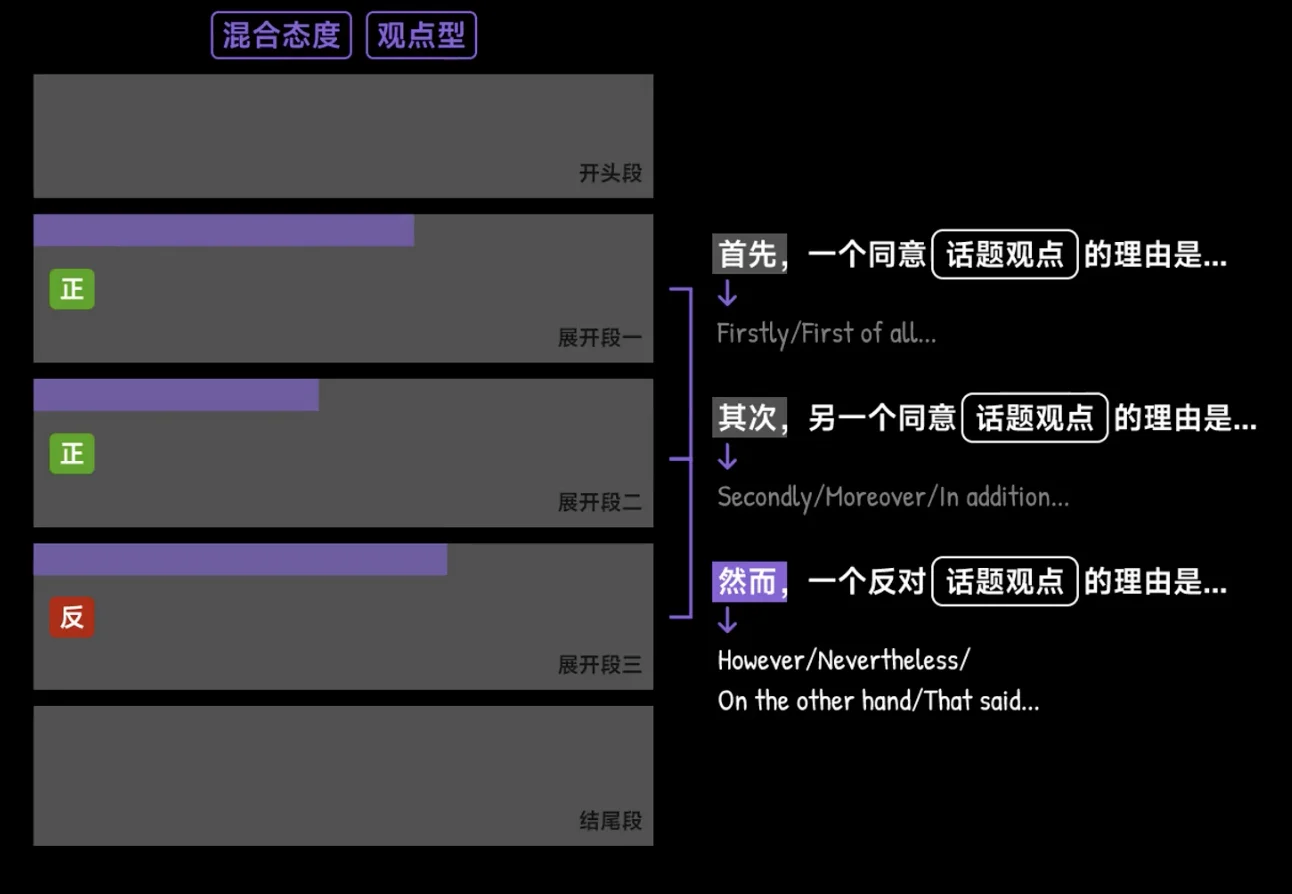 混合态度 观点型
开头段
正
展开段一
首先，一个同意 话题观点 的理由是...
Firstly/First of all...
正
展开段二
其次，另一个同意 话题观点 的理由是...
Secondly/Moreover/In addition...
反
展开段三
然而，一个反对 话题观点 的理由是...
However/Nevertheless/
On the other hand/That said...
结尾段